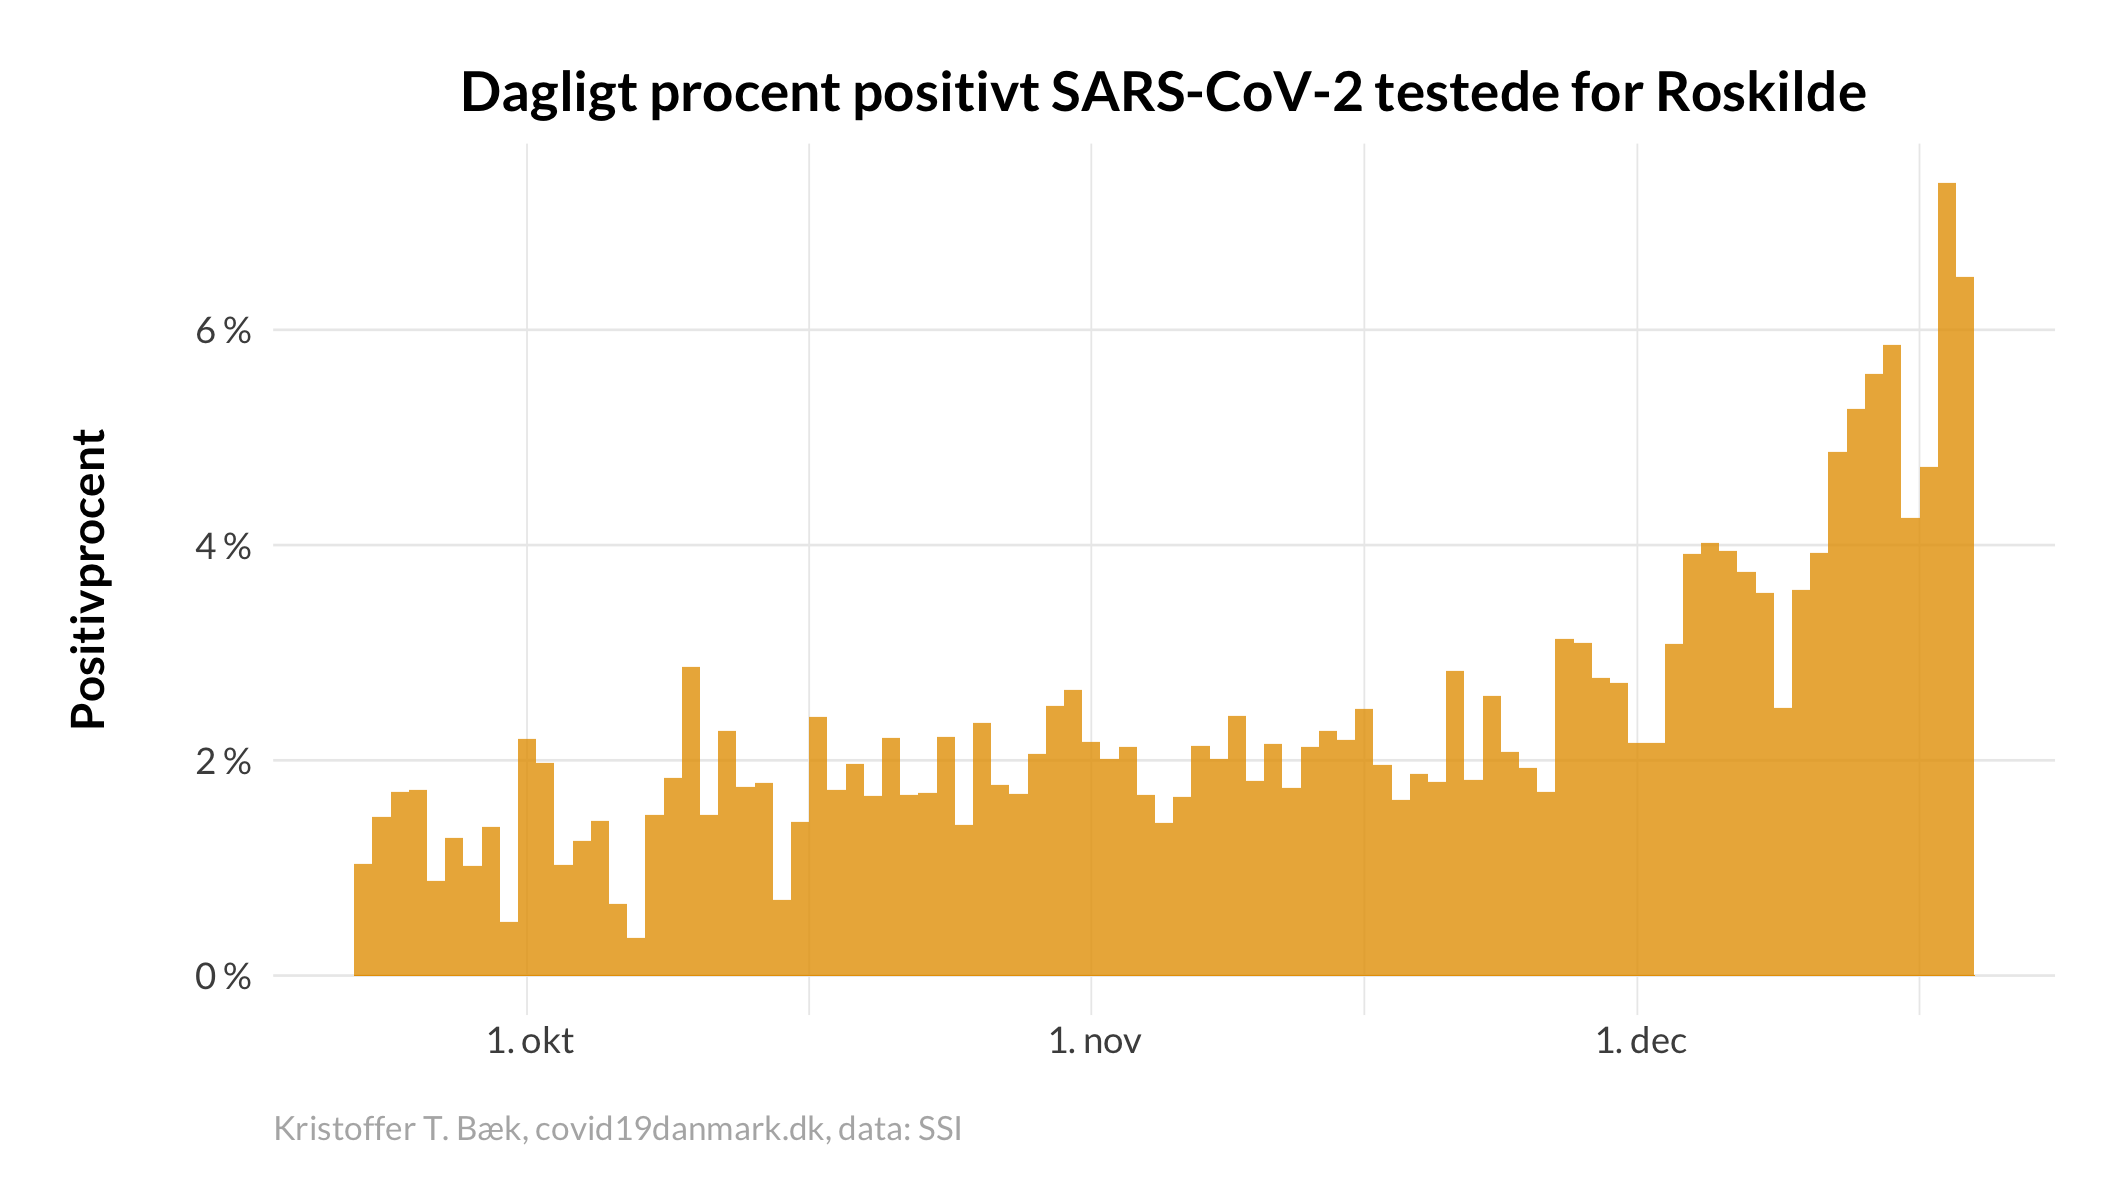 Dagligt procent positivt SARS-CoV-2 testede for Roskilde
Positivprocent
6 %
4 %
2 %
0 %
1. okt
1. nov
1. dec
Kristoffer T. Bæk, covid19danmark.dk, data: SSI